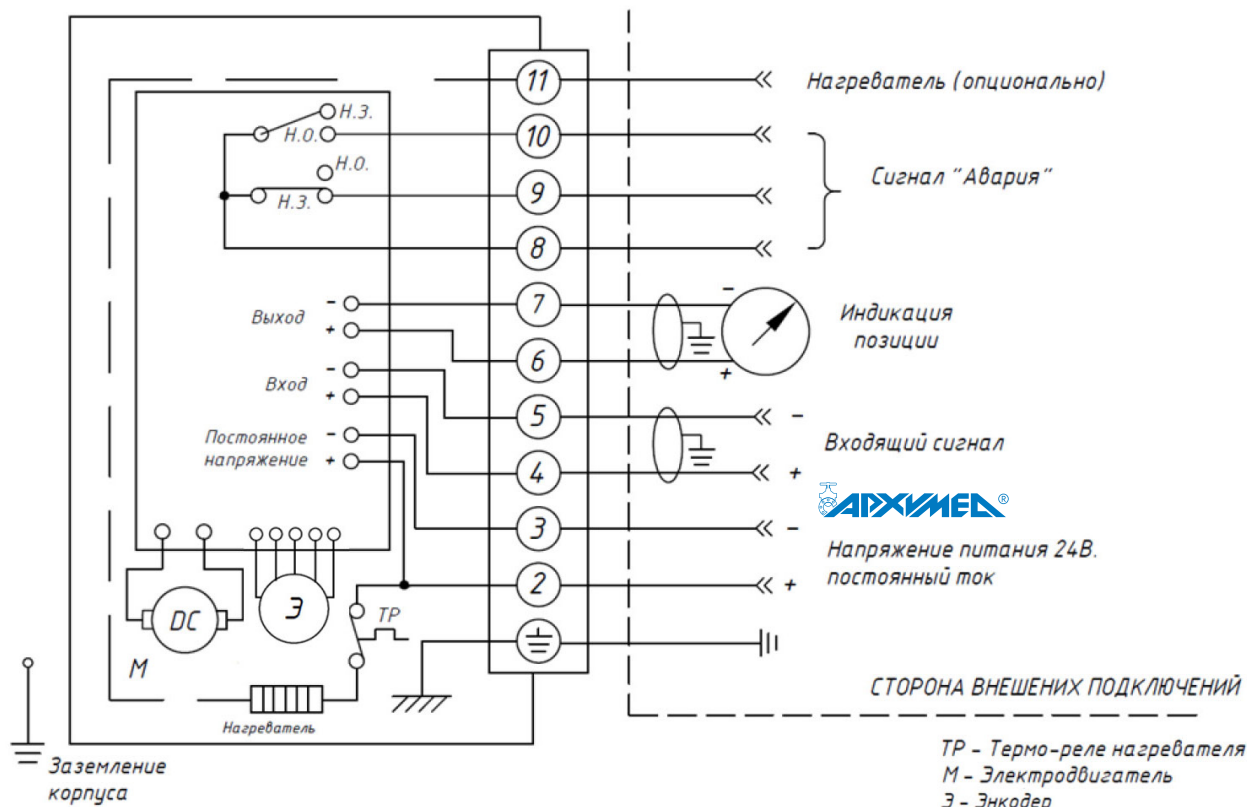 11
Нагреватель (опционально)
Н.З.
Н.О.
10
Н.О.
Н.З.
9
Сигнал "Авария"
8
Выход
-
+
7
-
Индикация
позиции
6
+
Вход
-
+
5
-
Входящий сигнал
4
+
АРХИМЕД®
Постоянное
напряжение
-
+
3
-
Напряжение питания 24В.
постоянный ток
2
+
DC
Э
ТР
М
Нагреватель
Заземление
корпуса
СТОРОНА ВНЕШЕНИХ ПОДКЛЮЧЕНИЙ
ТР - Термо-реле нагревателя
М - Электродвигатель
Э - Энкодер